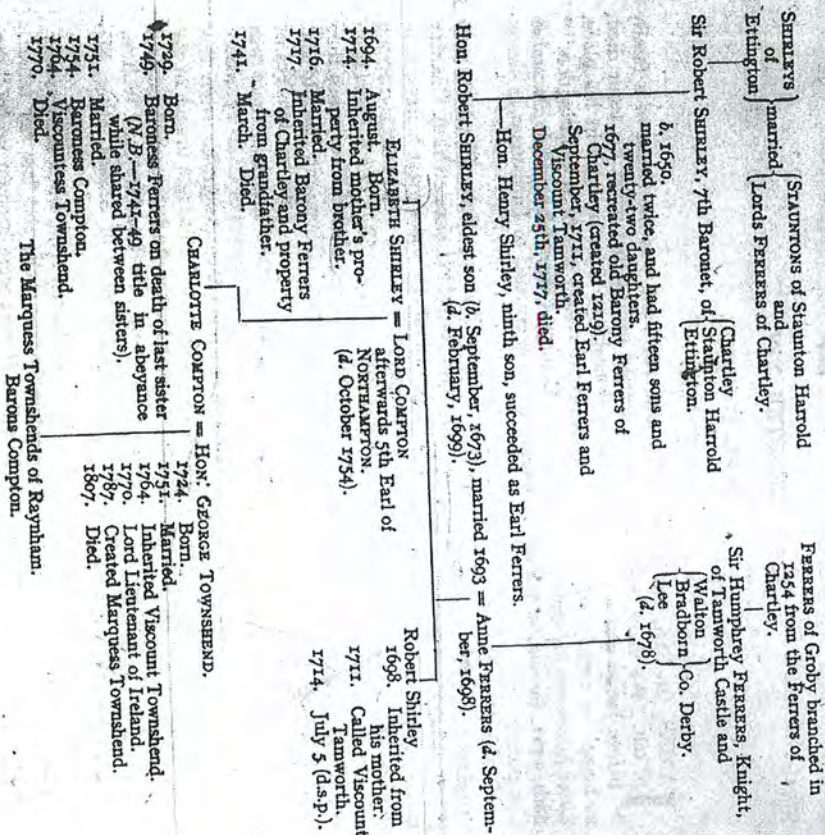 SHIRLEYS
of
Ettington
married
STAUNTONS of Staunton Harrold
and
Lords FERRERS of Chartley.
FERRERS of Groby branched in
1254 from the Ferrers of
Chartley.
Sir Robert SHIRLEY, 7th Baronet, of
Chartley
Staunton Harrold
Ettington.
b. 1650.
married twice, and had fifteen sons and
twenty-two daughters.
1677, recreated old Barony Ferrers of
Chartley (created 1219).
September, 1711, created Earl Ferrers and
Viscount Tamworth.
December 25th, 1717, died.
Sir Humphrey FERRERS, Knight,
of Tamworth Castle and
Walton
Bradborn
Lee
Co. Derby.
(d. 1678).
Hon. Henry Shirley, ninth son, succeeded as Earl Ferrers.
Hon. Robert SHIRLEY, eldest son (b. September, 1673), married 1693 = Anne FERRERS (d. Septem-
(d. February, 1699).
ber, 1698).
ELIZABETH SHIRLEY = LORD COMPTON
afterwards 5th Earl of
NORTHAMPTON.
(d. October 1754).
1694. August. Born.
1714. Inherited mother's pro-
perty from brother.
1716. Married.
1717. Inherited Barony Ferrers
of Chartley and property
from grandfather.
1741. March. Died.
Robert Shirley
1698. Inherited from
his mother.
1711. Called Viscount
Tamworth.
1714. July 5 (d.s.p.).
CHARLOTTE COMPTON = HON. GEORGE TOWNSHEND.
1729. Born.
1749. Baroness Ferrers on death of last sister
(N.B.—1741-49 title in abeyance
while shared between sisters).
1751. Married.
1754. Baroness Compton.
1764. Viscountess Townshend.
1770. Died.
1724. Born.
1751. Married.
1764. Inherited Viscount Townshend.
1770. Lord Lieutenant of Ireland.
1787. Created Marquess Townshend.
1807. Died.
The Marquess Townshends of Raynham.
Barons Compton.